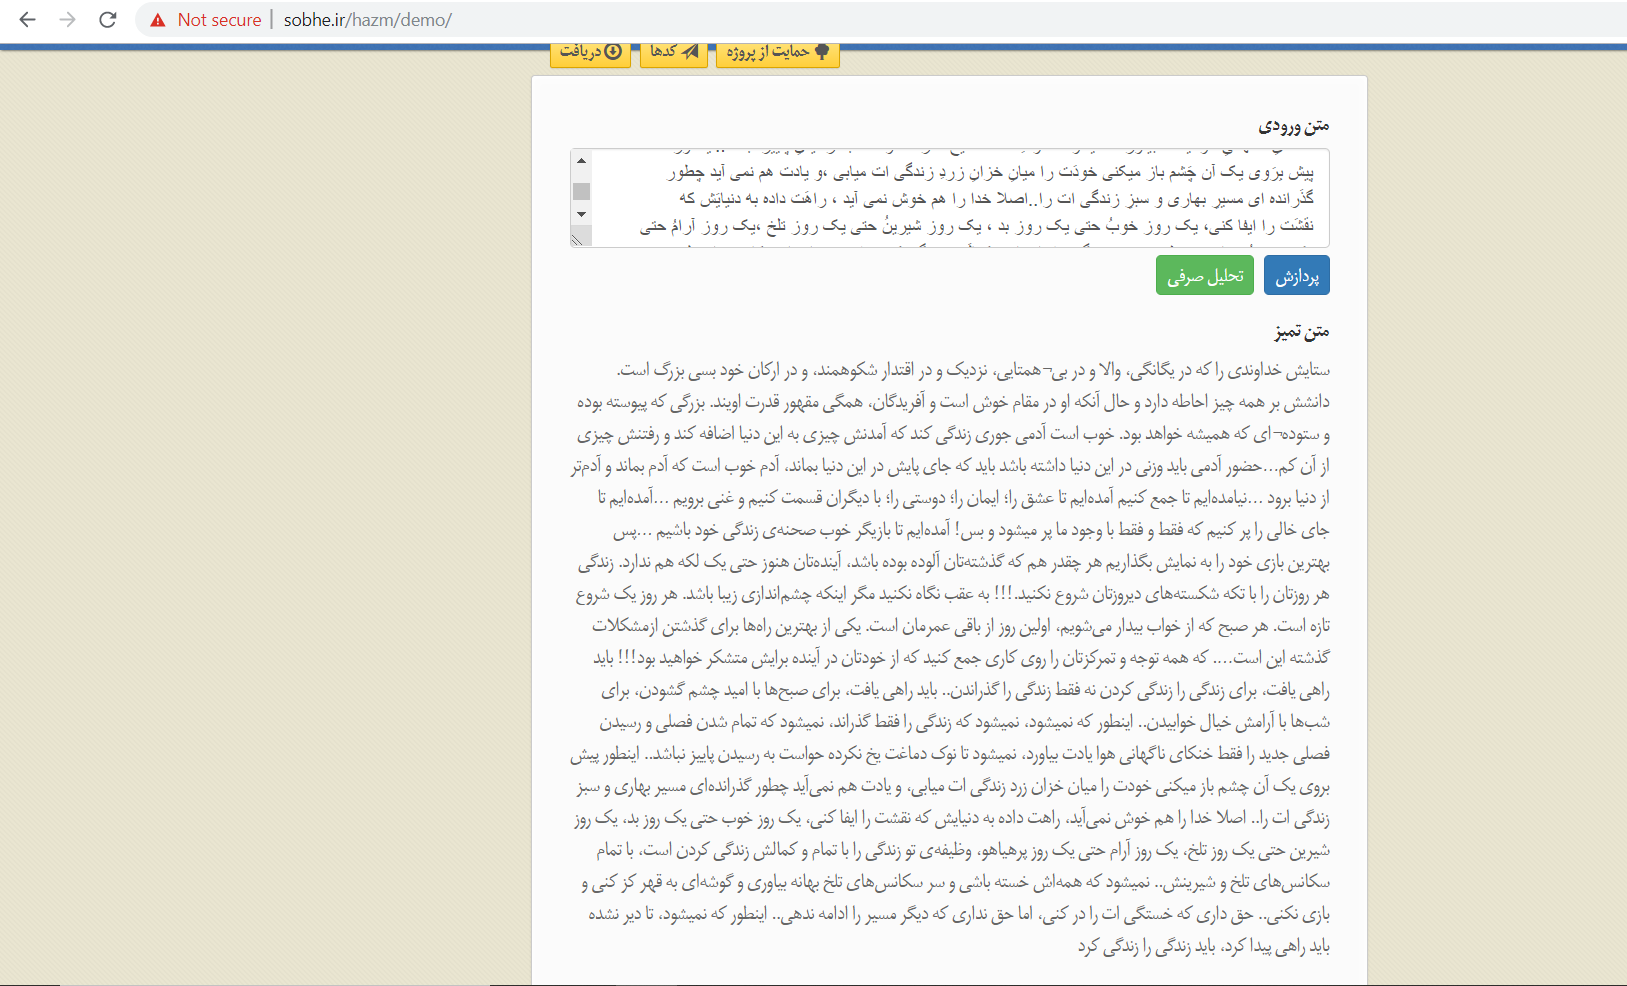 Not secure | sobhe.ir/hazm/demo/
حمایت از پروژه کدها دریافت
متن ورودی
پیش برَوی یک آن چَشم باز میکنی خودَت را میانِ خزانِ زردِ زندگی ات میابی ،و یادت هم نمی آید چطور
گذَرانده ای مسیرِ بهاری و سبزِ زندگی ات را..اصلا خدا را هم خوش نمی آید ، راهَت داده به دنیایَش که
نقشَت را ایفا کنی، یک روز خوبُ حتی یک روز بد ، یک روز شیرینُ حتی یک روز تلخ ،یک روز آرامُ حتی
پردازش تحلیل صرفی
متن تمیز
ستایش خداوندی را که در یگانگی، والا و در بی¬همتایی، نزدیک و در اقتدار شکوهمند، و در ارکان خود بسی بزرگ است.
دانشش بر همه چیز احاطه دارد و حال آنکه او در مقام خوش است و آفریدگان، همگی مقهور قدرت اویند. بزرگی که پیوسته بوده
و ستوده¬ای که همیشه خواهد بود. خوب است آدمی جوری زندگی کند که آمدنش چیزی به این دنیا اضافه کند و رفتنش چیزی
از آن کم…حضور آدمی باید وزنی در این دنیا داشته باشد باید که جای پایش در این دنیا بماند، آدم خوب است که آدم بماند و آدم‌تر
از دنیا برود …نیامده‌ایم تا جمع کنیم آمده‌ایم تا عشق را؛ ایمان را؛ دوستی را؛ با دیگران قسمت کنیم و غنی برویم …آمده‌ایم تا
جای خالی را پر کنیم که فقط و فقط با وجود ما پر میشود و بس! آمده‌ایم تا بازیگر خوب صحنه‌ی زندگی خود باشیم …پس
بهترین بازی خود را به نمایش بگذاریم هر چقدر هم که گذشته‌تان آلوده بوده باشد، آینده‌تان هنوز حتی یک لکه هم ندارد. زندگی
هر روزتان را با تکه شکسته‌های دیروزتان شروع نکنید.!!! به عقب نگاه نکنید مگر اینکه چشم‌اندازی زیبا باشد. هر روز یک شروع
تازه است. هر صبح که از خواب بیدار می‌شویم، اولین روز از باقی عمرمان است. یکی از بهترین راه‌ها برای گذشتن ازمشکلات
گذشته این است…. که همه توجه و تمرکزتان را روی کاری جمع کنید که از خودتان در آینده برایش متشکر خواهید بود!!! باید
راهی یافت، برای زندگی را زندگی کردن نه فقط زندگی را گذراندن.. باید راهی یافت، برای صبح‌ها با امید چشم گشودن، برای
شب‌ها با آرامش خیال خوابیدن.. اینطور که نمیشود، نمیشود که زندگی را فقط گذراند، نمیشود که تمام شدن فصلی و رسیدن
فصلی جدید را فقط خنکای ناگهانی هوا یادت بیاورد، نمیشود تا نوک دماغت یخ نکرده حواست به رسیدن پاییز نباشد.. اینطور پیش
بروی یک آن چشم باز میکنی خودت را میان خزان زرد زندگی ات میابی، و یادت هم نمی‌آید چطور گذرانده‌ای مسیر بهاری و سبز
زندگی ات را.. اصلا خدا را هم خوش نمی‌آید، راهت داده به دنیایش که نقشت را ایفا کنی، یک روز خوب حتی یک روز بد، یک روز
شیرین حتی یک روز تلخ، یک روز آرام حتی یک روز پرهیاهو، وظیفه‌ی تو زندگی را با تمام و کمالش زندگی کردن است، با تمام
سکانس‌های تلخ و شیرینش.. نمیشود که همه‌اش خسته باشی و سر سکانس‌های تلخ بهانه بیاوری و گوشه‌ای به قهر کز کنی و
بازی نکنی.. حق داری که خستگی ات را در کنی، اما حق نداری که دیگر مسیر را ادامه ندهی.. اینطور که نمیشود، تا دیر نشده
باید راهی پیدا کرد، باید زندگی را زندگی کرد